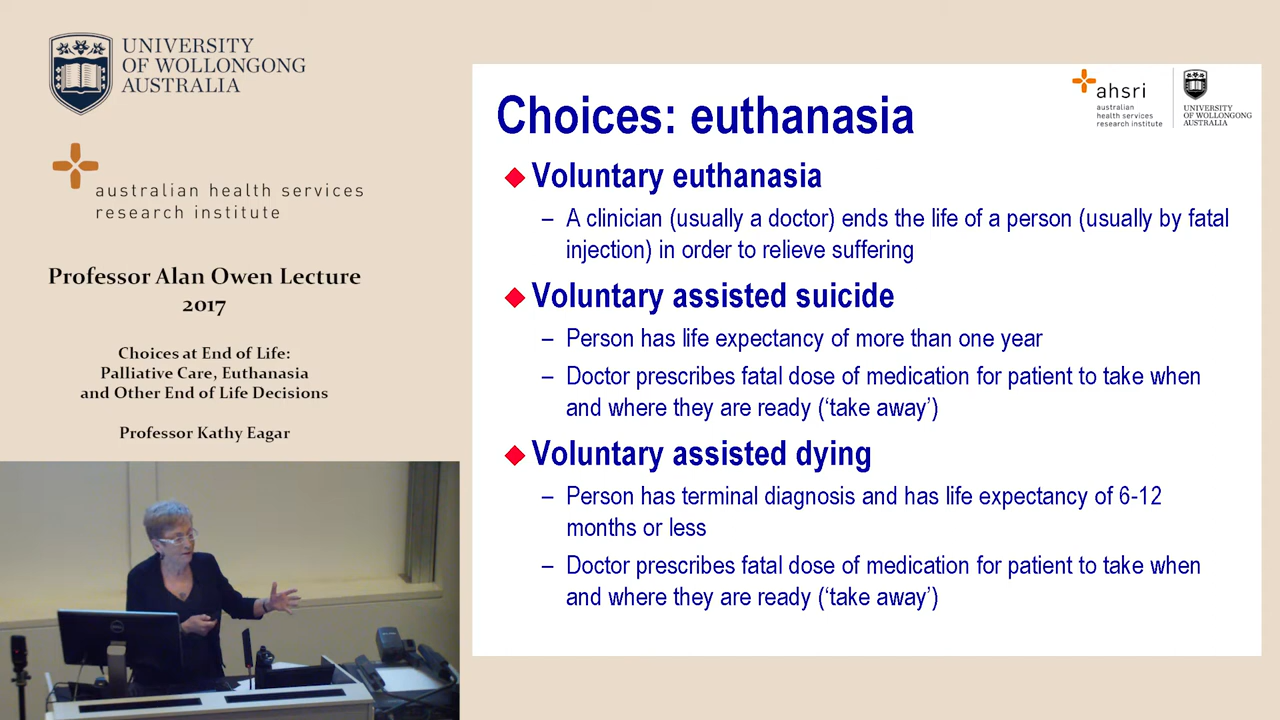 UNIVERSITY
OF WOLLONGONG
AUSTRALIA
australian health services
research institute
Professor Alan Owen Lecture
2017
Choices at End of Life:
Palliative Care, Euthanasia
and Other End of Life Decisions
Professor Kathy Eagar
ahsri
australian
health services
research institute
UNIVERSITY
OF WOLLONGONG
AUSTRALIA
Choices: euthanasia
Voluntary euthanasia
– A clinician (usually a doctor) ends the life of a person (usually by fatal
injection) in order to relieve suffering
Voluntary assisted suicide
– Person has life expectancy of more than one year
– Doctor prescribes fatal dose of medication for patient to take when
and where they are ready (‘take away’)
Voluntary assisted dying
– Person has terminal diagnosis and has life expectancy of 6-12
months or less
– Doctor prescribes fatal dose of medication for patient to take when
and where they are ready (‘take away’)